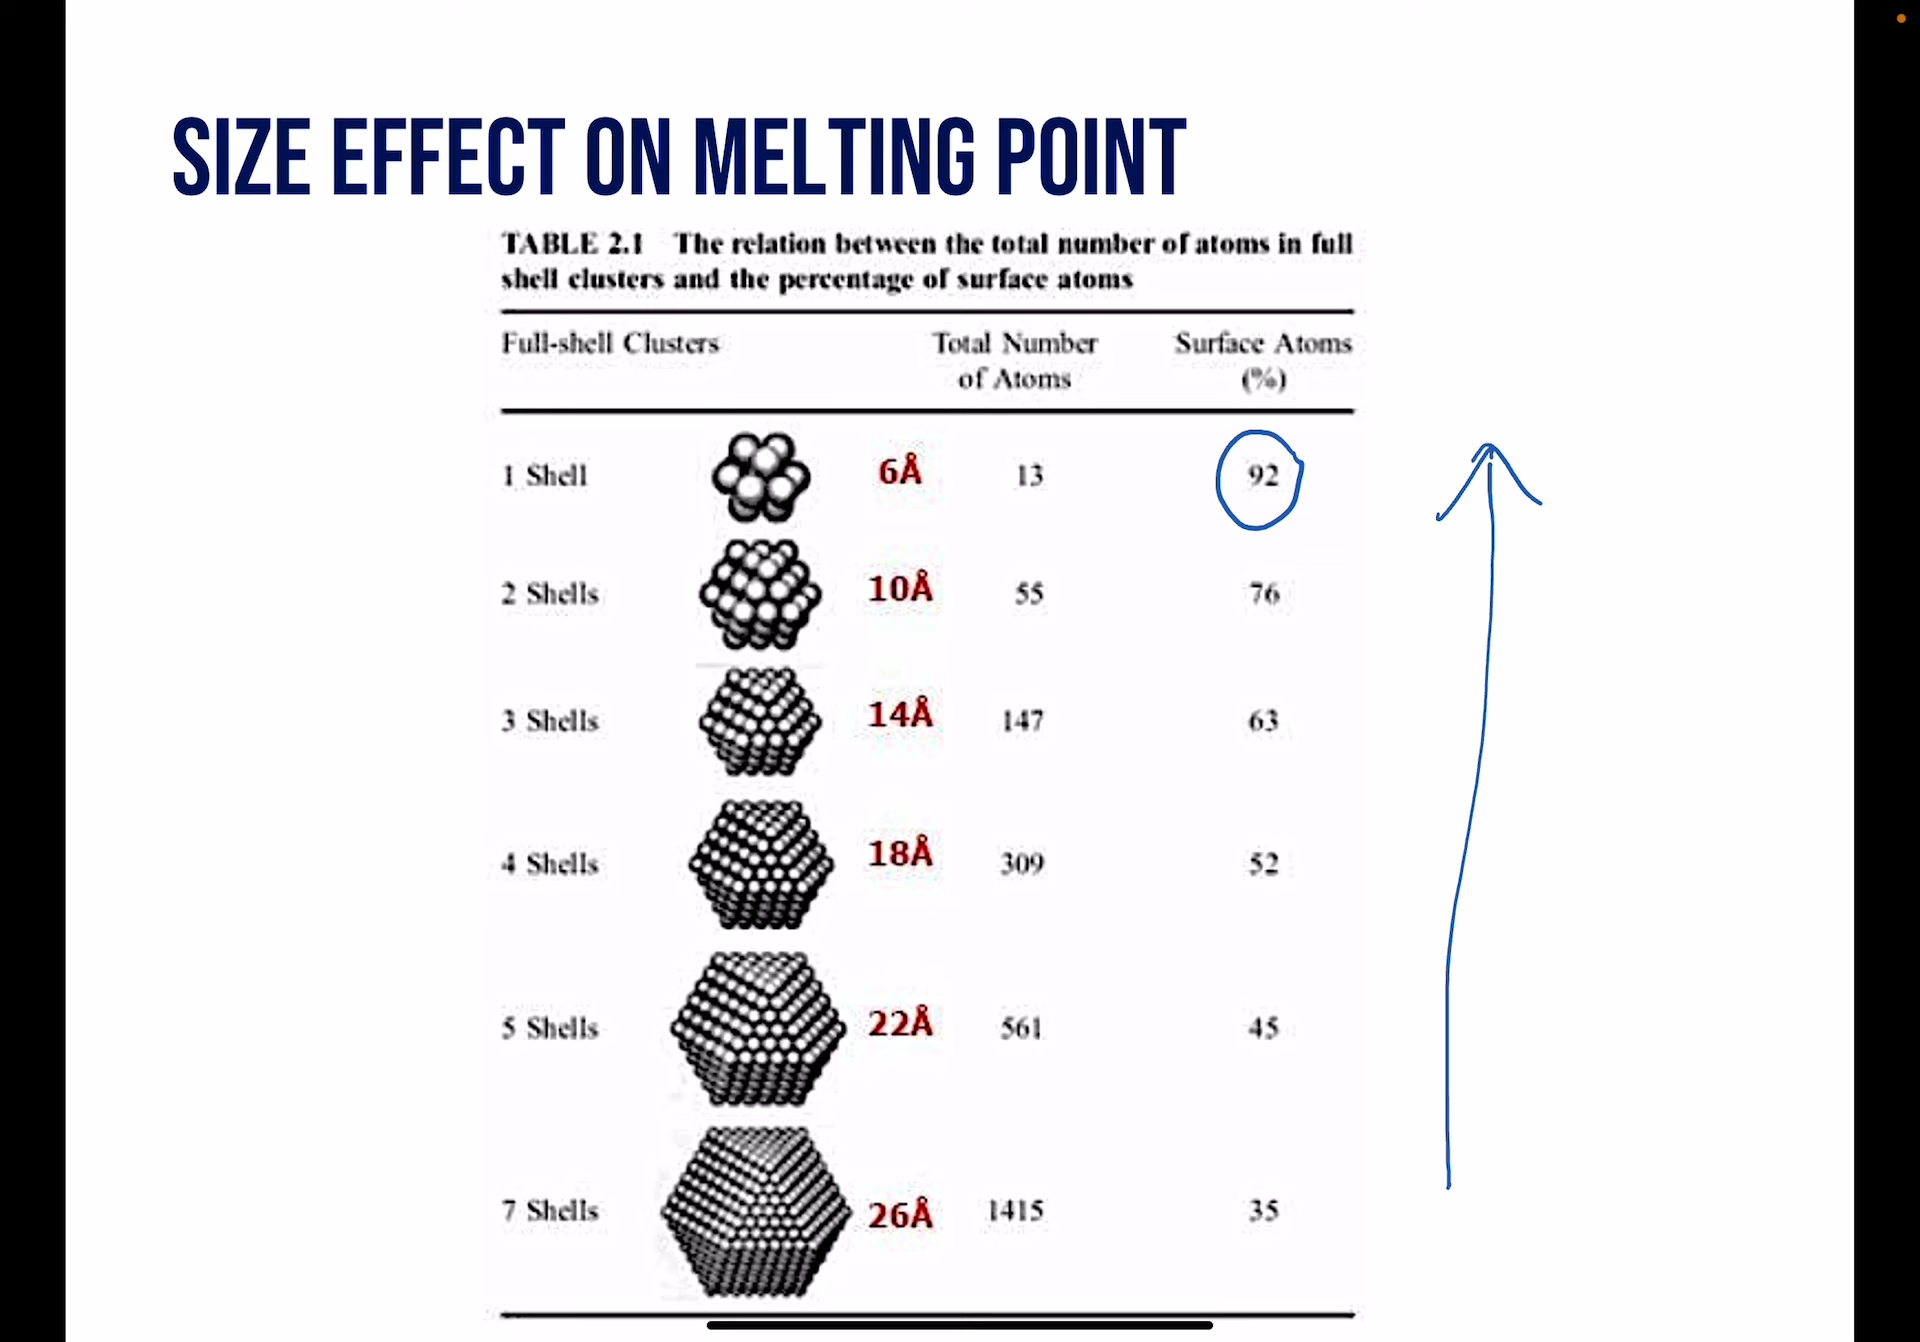 SIZE EFFECT ON MELTING POINT
TABLE 2.1 The relation between the total number of atoms in full
shell clusters and the percentage of surface atoms
Full-shell Clusters Total Number Surface Atoms
of Atoms (%)
1 Shell 6Å 13 92
2 Shells 10Å 55 76
3 Shells 14Å 147 63
4 Shells 18Å 309 52
5 Shells 22Å 561 45
7 Shells 26Å 1415 35